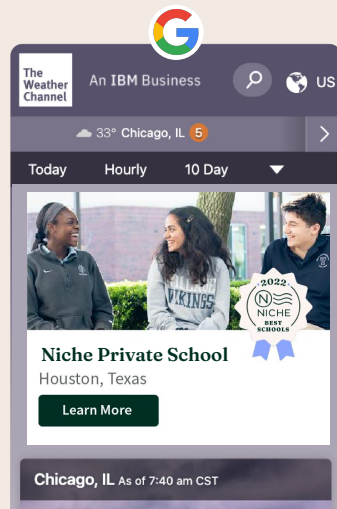 The
Weather
Channel
An IBM Business
US
33° Chicago, IL 5
Today Hourly 10 Day
VIKINGS
2022
N
NICHE
BEST
SCHOOLS
Niche Private School
Houston, Texas
Learn More
Chicago, IL As of 7:40 am CST